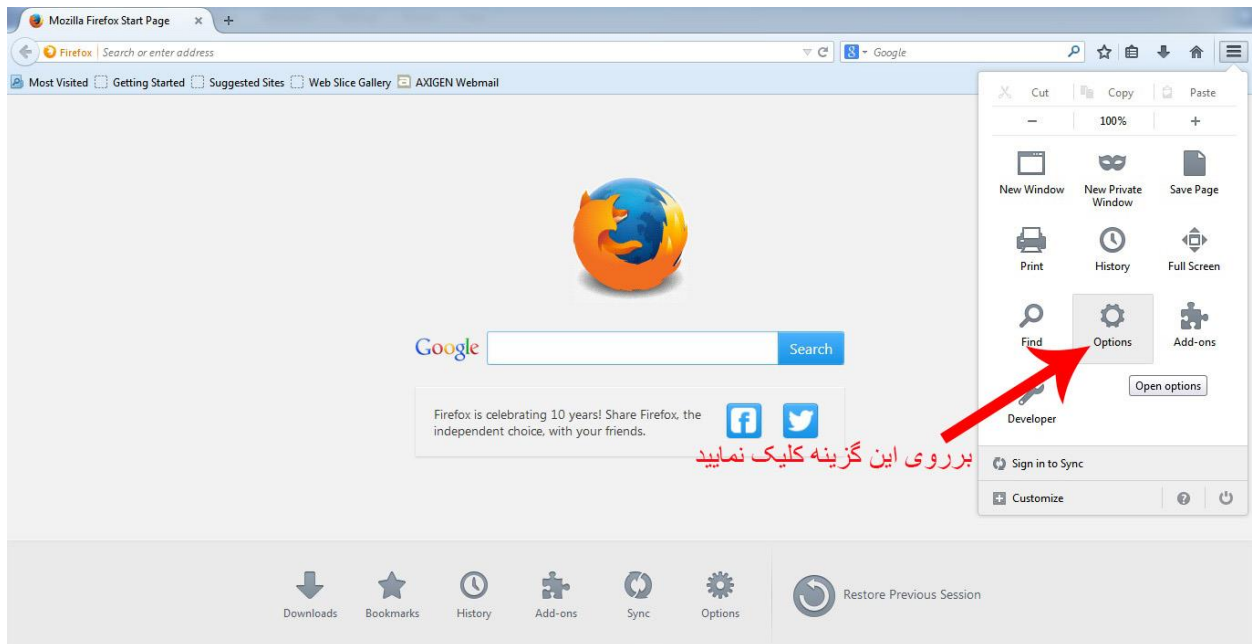 Mozilla Firefox Start Page × +
Firefox Search or enter address
8 Google
Most Visited Getting Started Suggested Sites Web Slice Gallery AXIGEN Webmail
Cut Copy Paste
− 100% +
New Window New Private Window Save Page
Print History Full Screen
Find Options Add-ons
Open options
Developer
Sign in to Sync
Customize ?
Google Search
Firefox is celebrating 10 years! Share Firefox, the
independent choice, with your friends.
f
برروی این گزینه کلیک نمایید
Downloads Bookmarks History Add-ons Sync Options Restore Previous Session